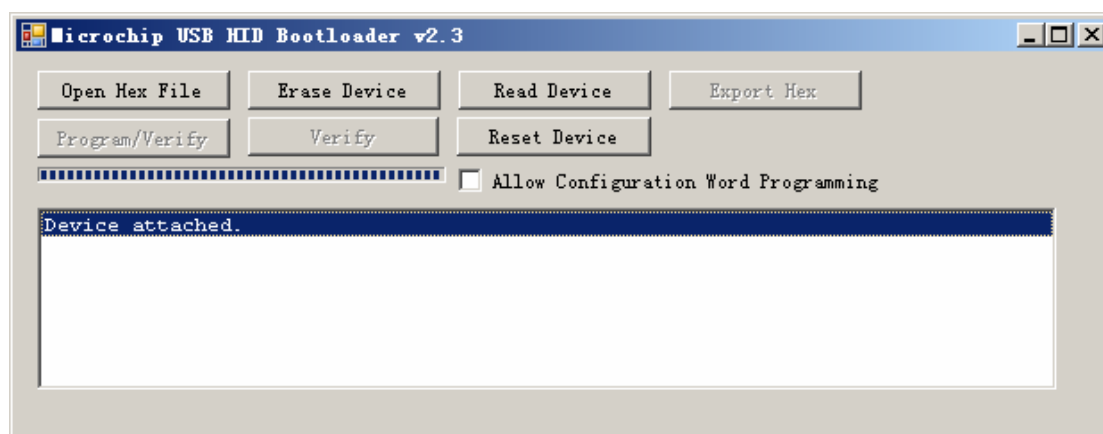 Microchip USB HID Bootloader v2.3
Open Hex File Erase Device Read Device Export Hex
Program/Verify Verify Reset Device
Allow Configuration Word Programming
Device attached.